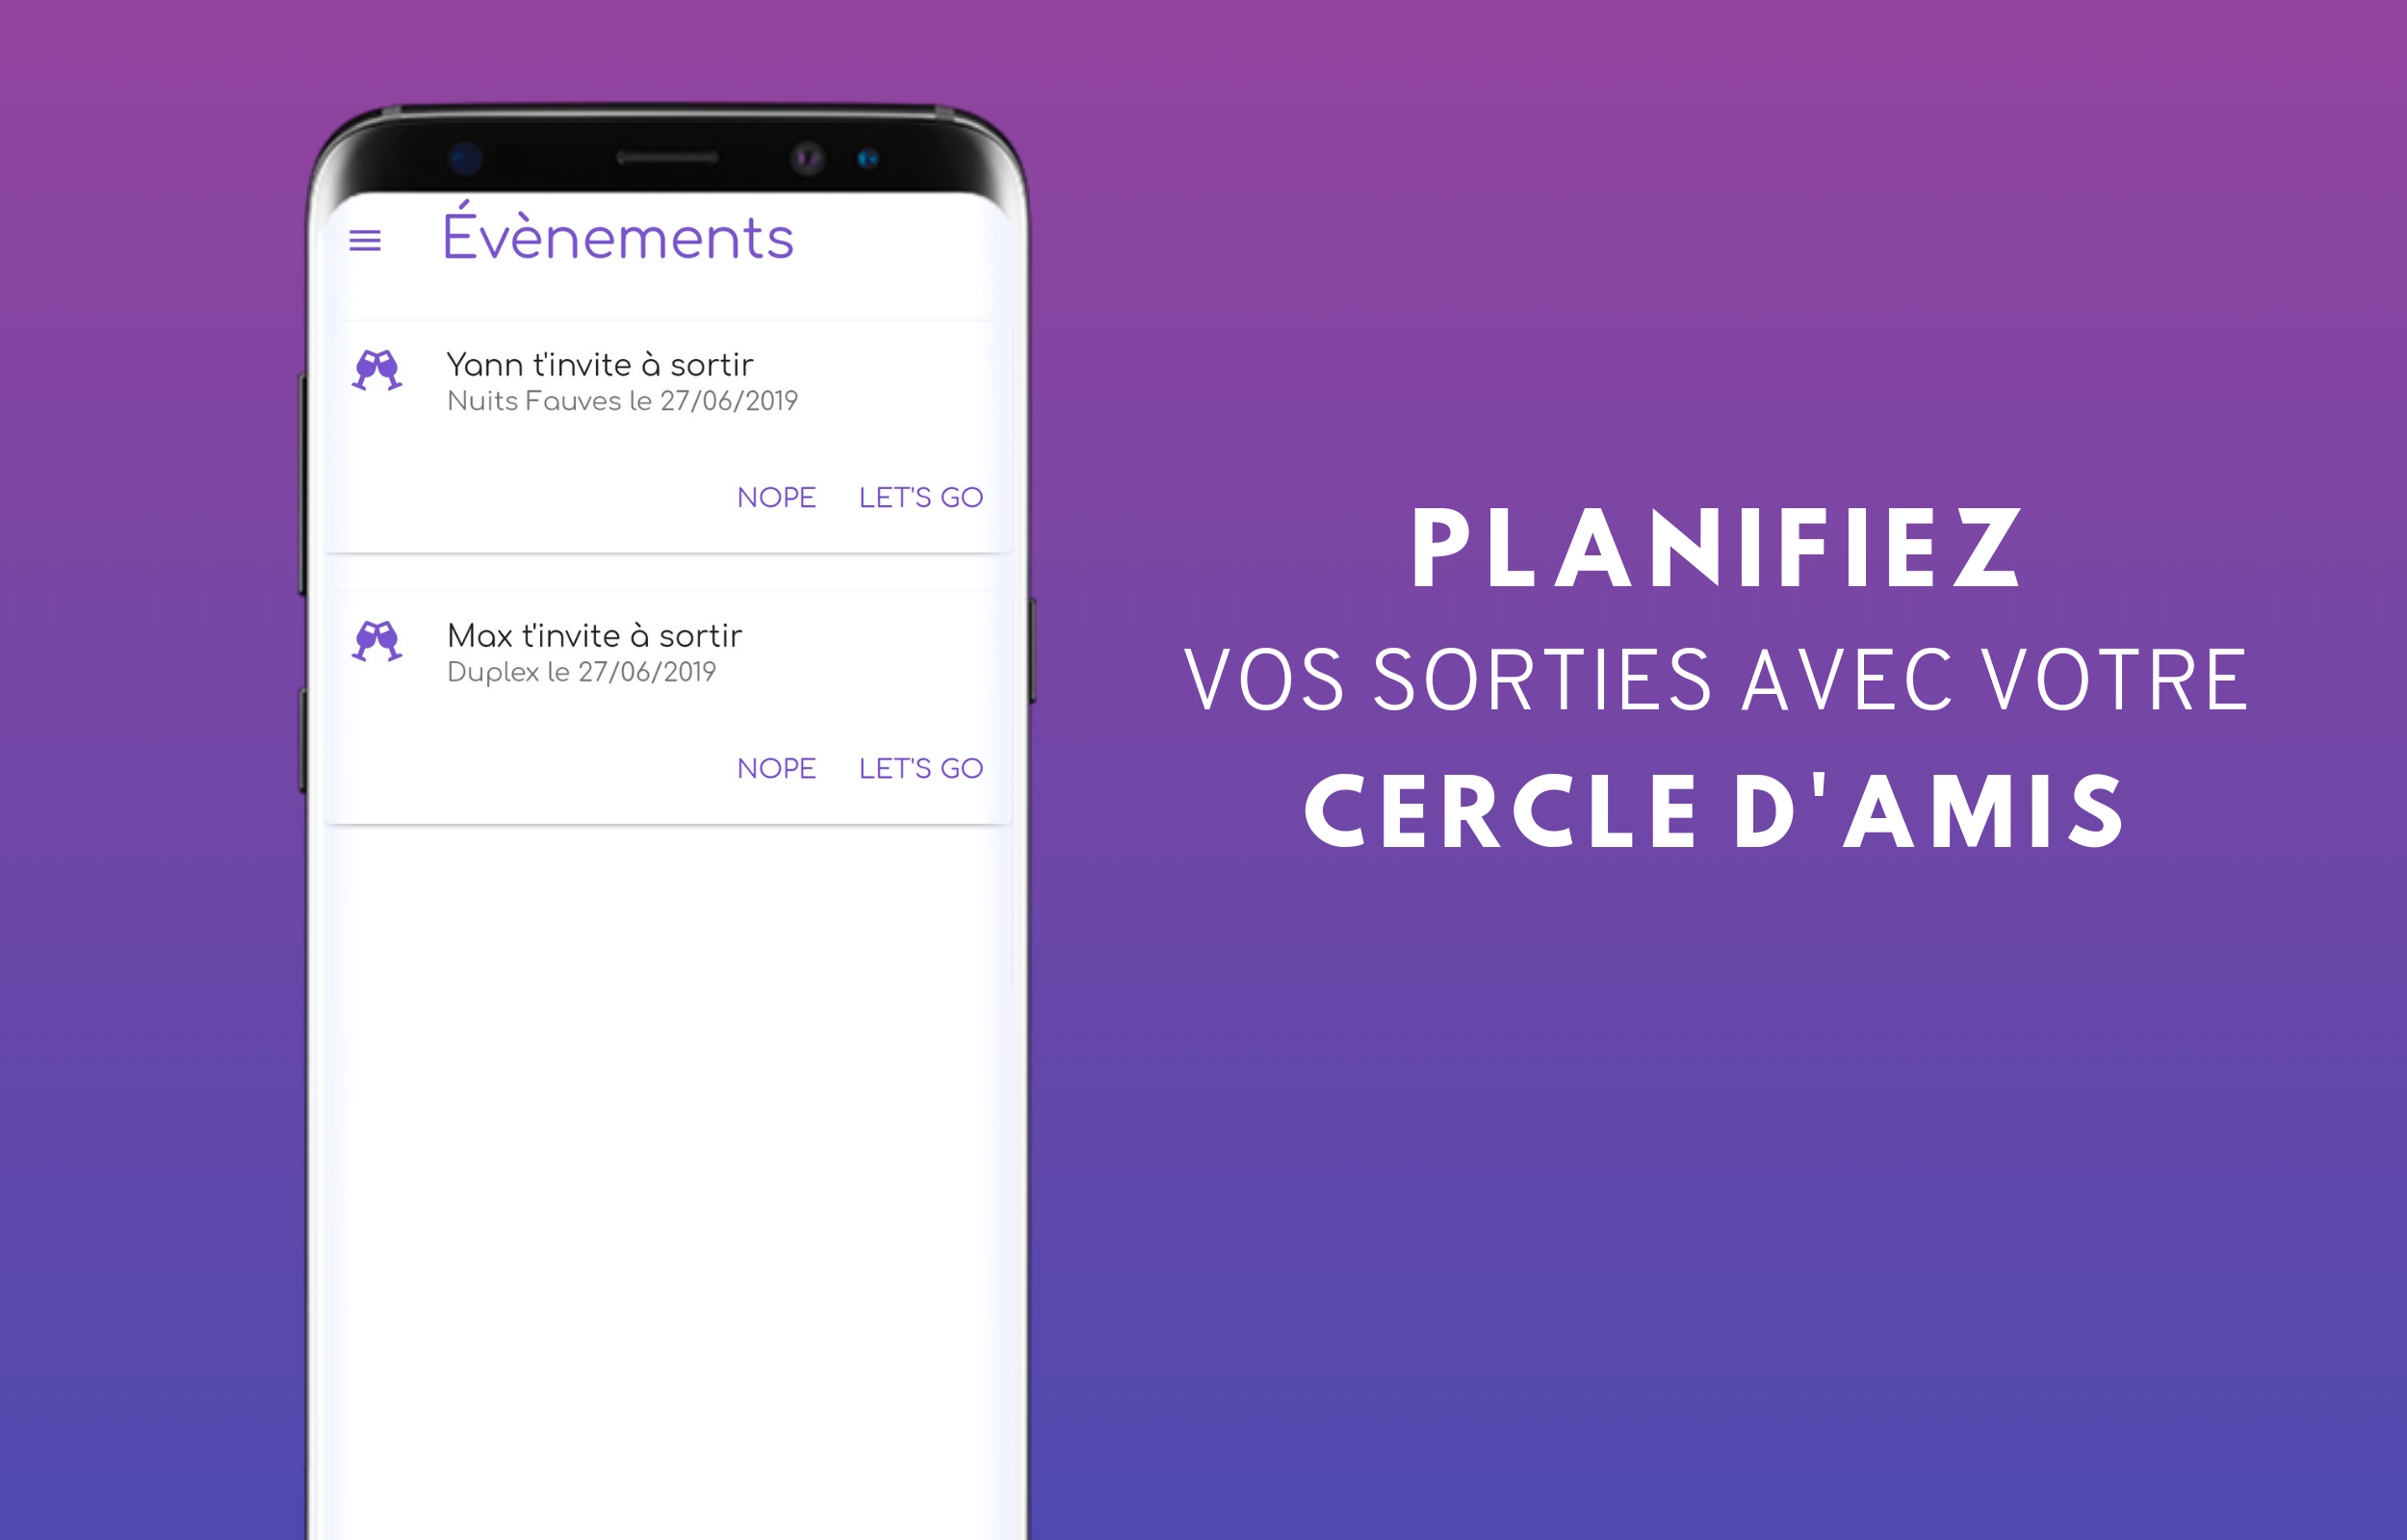 Évènements
Yann t'invite à sortir
Nuits Fauves le 27/06/2019
NOPE LET'S GO
Max t'invite à sortir
Duplex le 27/06/2019
NOPE LET'S GO
PLANIFIEZ
VOS SORTIES AVEC VOTRE
CERCLE D'AMIS